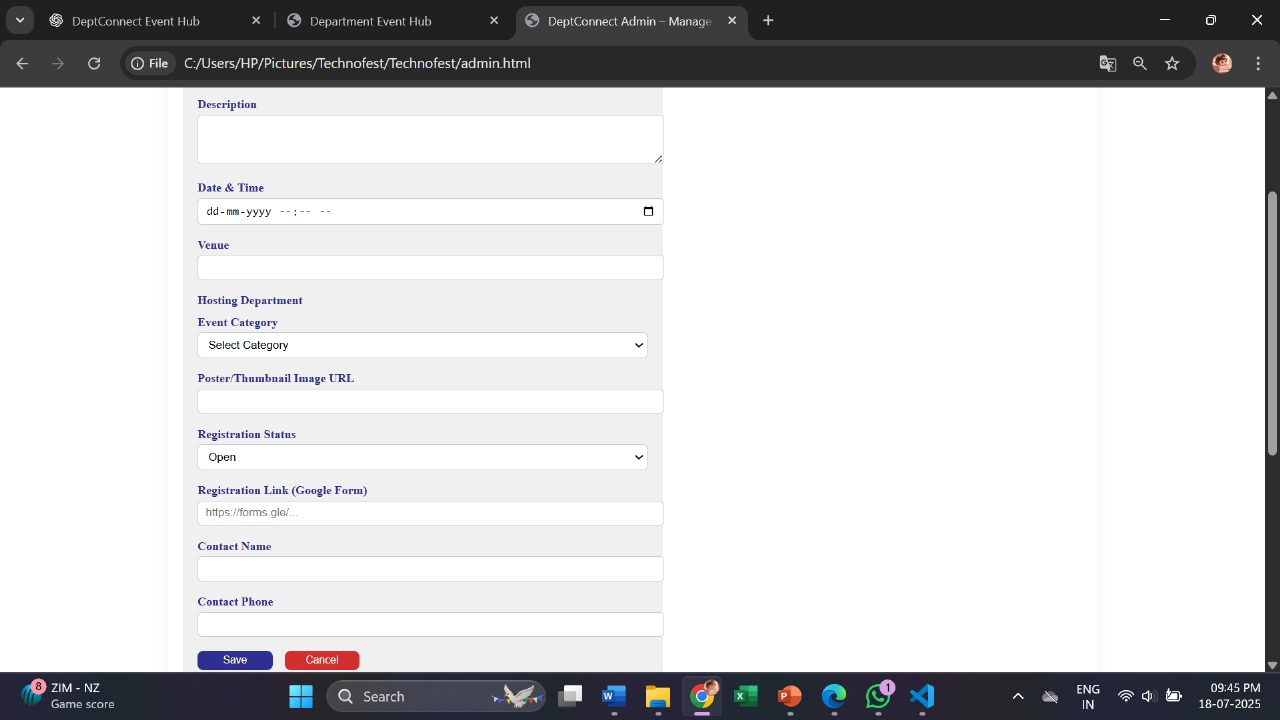 DeptConnect Event Hub
Department Event Hub
DeptConnect Admin – Manage
File
C:/Users/HP/Pictures/Technofest/Technofest/admin.html
Description
Date & Time
dd-mm-yyyy --:-- --
Venue
Hosting Department
Event Category
Select Category
Poster/Thumbnail Image URL
Registration Status
Open
Registration Link (Google Form)
https://forms.gle/...
Contact Name
Contact Phone
Save Cancel
8
ZIM - NZ
Game score
Search
1
ENG
IN
09:45 PM
18-07-2025